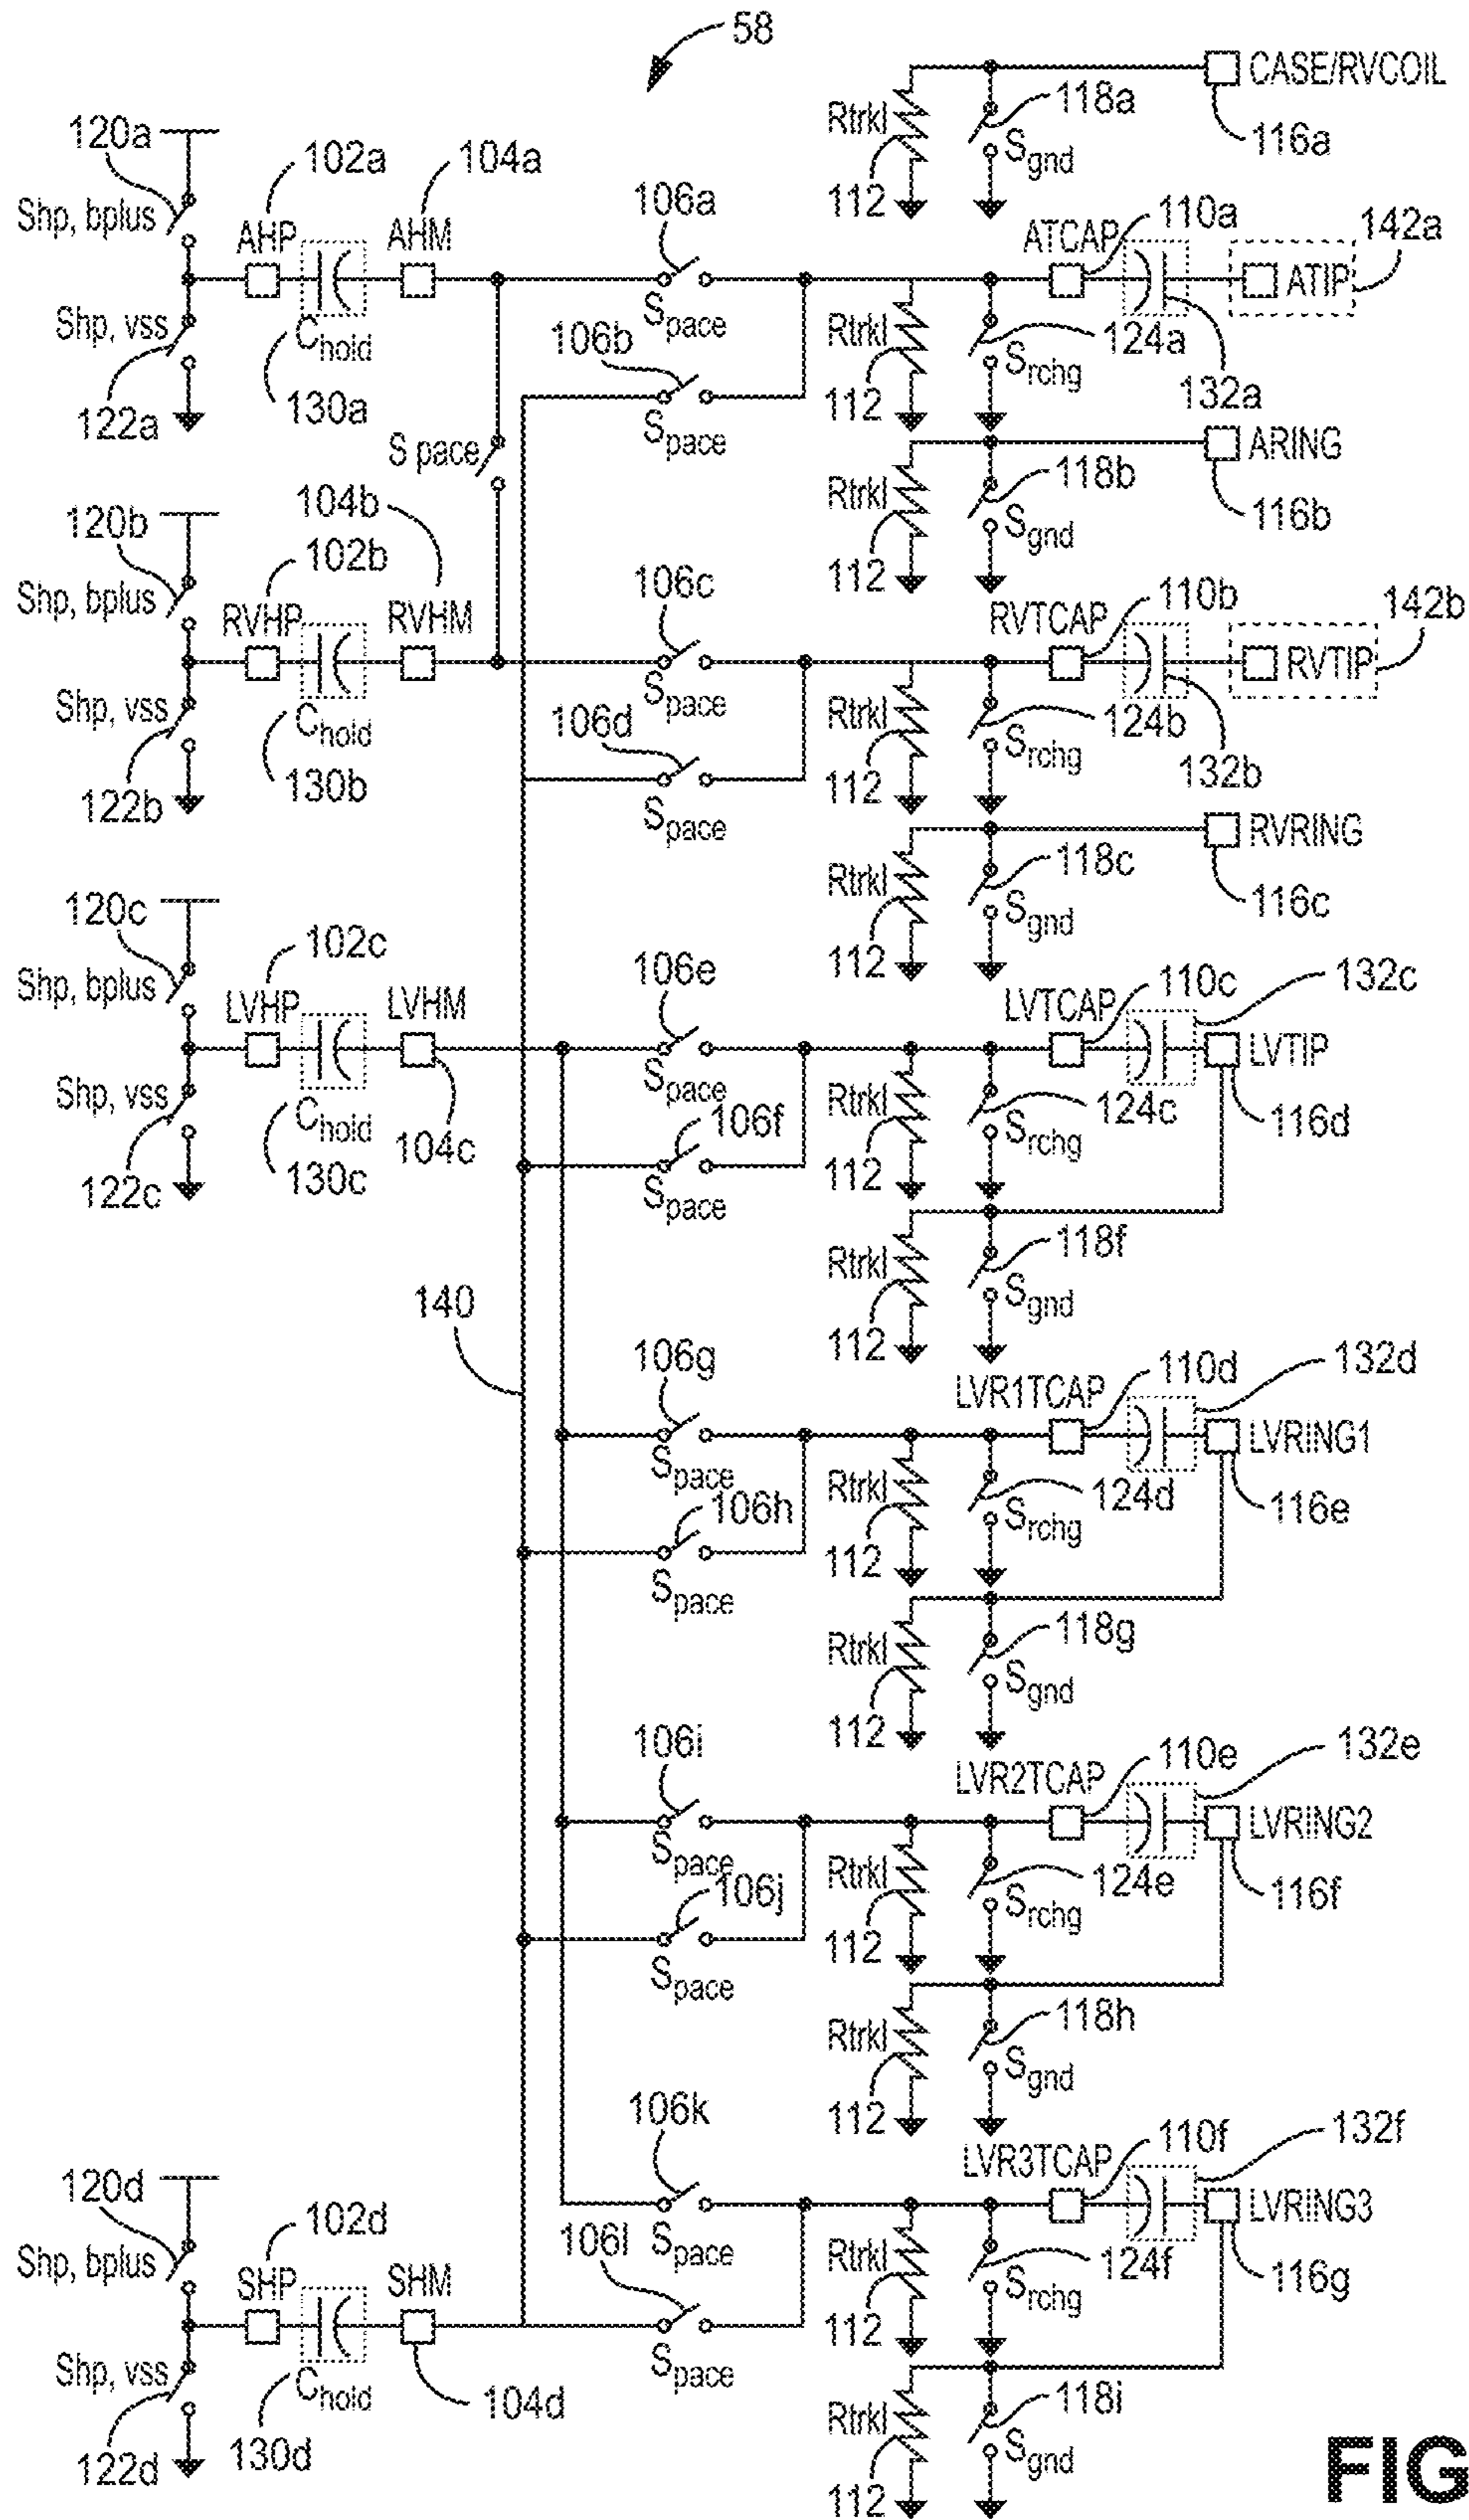 58
CASE/RVCOIL
Rtrkl
118a
Sgnd
116a
112
120a
102a
104a
106a
Shp, bplus
AHP
AHM
ATCAP
110a
142a
ATIP
Shp, vss
Chold
Space
106b
Rtrkl
124a
Srchg
122a
130a
Space
112
132a
S pace
ARING
Rtrkl
118b
Sgnd
116b
112
120b
102b
104b
106c
Shp, bplus
RVHP
RVHM
RVTCAP
110b
142b
RVTIP
Shp, vss
Chold
Space
106d
Rtrkl
124b
Srchg
122b
130b
Space
112
132b
RVRING
Rtrkl
118c
Sgnd
116c
112
120c
102c
106e
Shp, bplus
LVHP
LVHM
LVTCAP
110c
132c
LVTIP
Shp, vss
Chold
104c
Space
106f
Rtrkl
124c
Srchg
116d
122c
130c
Space
112
Rtrkl
118f
Sgnd
112
140
106g
LVR1TCAP
110d
132d
LVRING1
Space
106h
Rtrkl
124d
Srchg
116e
Space
112
Rtrkl
118g
Sgnd
112
106i
LVR2TCAP
110e
132e
LVRING2
Space
106j
Rtrkl
124e
Srchg
116f
Space
112
Rtrkl
118h
Sgnd
112
106k
LVR3TCAP
110f
132f
LVRING3
Space
106l
Rtrkl
124f
Srchg
116g
112
120d
102d
Shp, bplus
SHP
SHM
Space
Shp, vss
Chold
104d
122d
130d
Rtrkl
118i
Sgnd
112
FIG